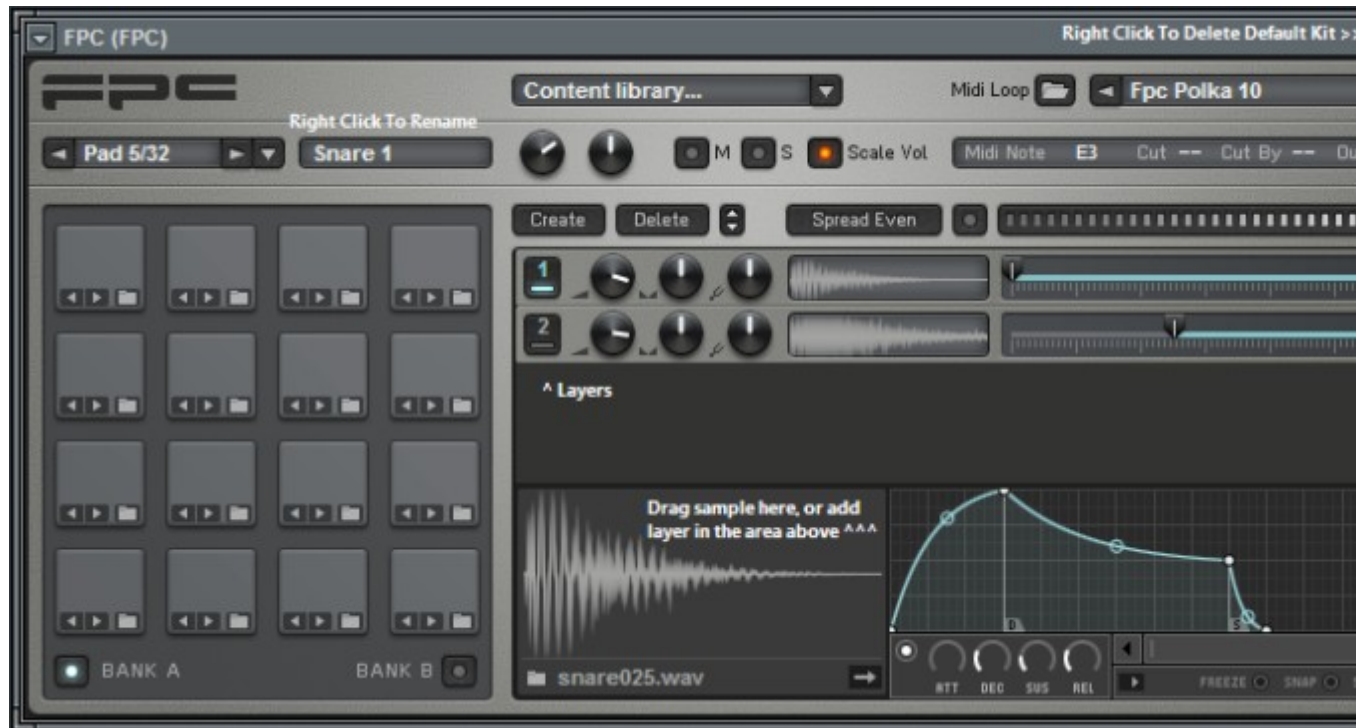 FPC (FPC)
Right Click To Delete Default Kit >>
FPC
Content library...
Midi Loop
Fpc Polka 10
Right Click To Rename
Pad 5/32
Snare 1
M
S
Scale Vol
Midi Note E3 Cut -- Cut By --
Create
Delete
Spread Even
1
2
^ Layers
Drag sample here, or add
layer in the area above ^^^
D
S
BANK A
BANK B
snare025.wav
ATT DEC SUS REL
FREEZE SNAP